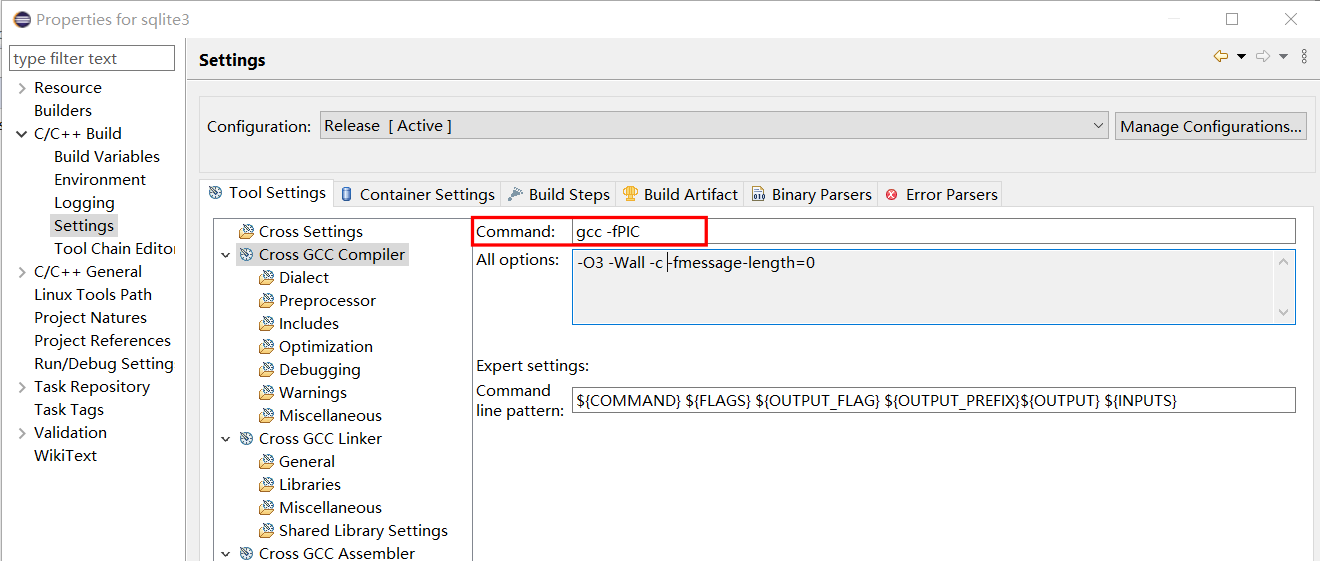 Properties for sqlite3
type filter text
Resource
Builders
C/C++ Build
Build Variables
Environment
Logging
Settings
Tool Chain Editor
C/C++ General
Linux Tools Path
Project Natures
Project References
Run/Debug Setting
Task Repository
Task Tags
Validation
WikiText
Settings
Configuration:
Release [ Active ]
Manage Configurations...
Tool Settings
Container Settings
Build Steps
Build Artifact
Binary Parsers
Error Parsers
Cross Settings
Cross GCC Compiler
Dialect
Preprocessor
Includes
Optimization
Debugging
Warnings
Miscellaneous
Cross GCC Linker
General
Libraries
Miscellaneous
Shared Library Settings
Cross GCC Assembler
Command:
gcc -fPIC
All options:
-O3 -Wall -c -fmessage-length=0
Expert settings:
Command
line pattern:
${COMMAND} ${FLAGS} ${OUTPUT_FLAG} ${OUTPUT_PREFIX}${OUTPUT} ${INPUTS}